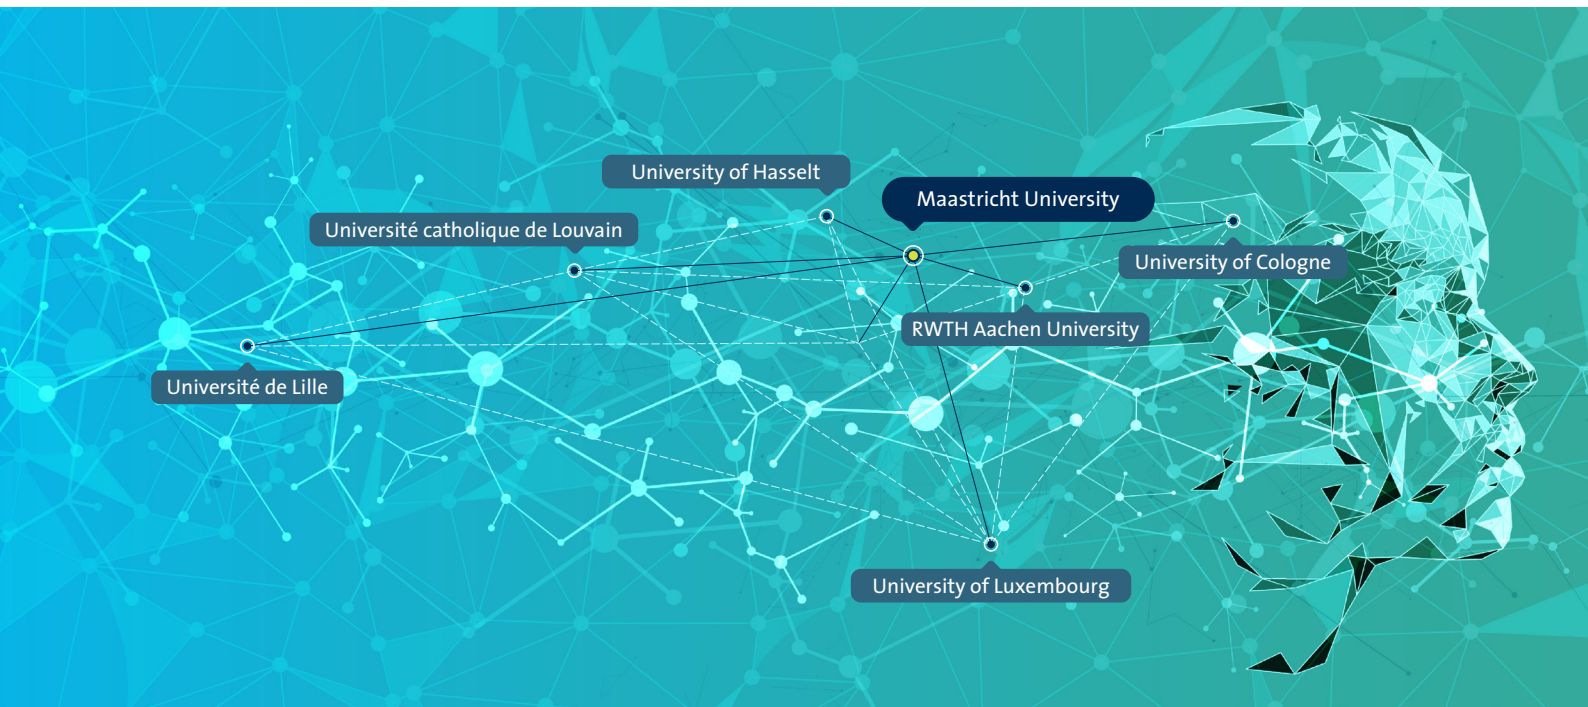 University of Hasselt
Maastricht University
Université catholique de Louvain
University of Cologne
RWTH Aachen University
Université de Lille
University of Luxembourg